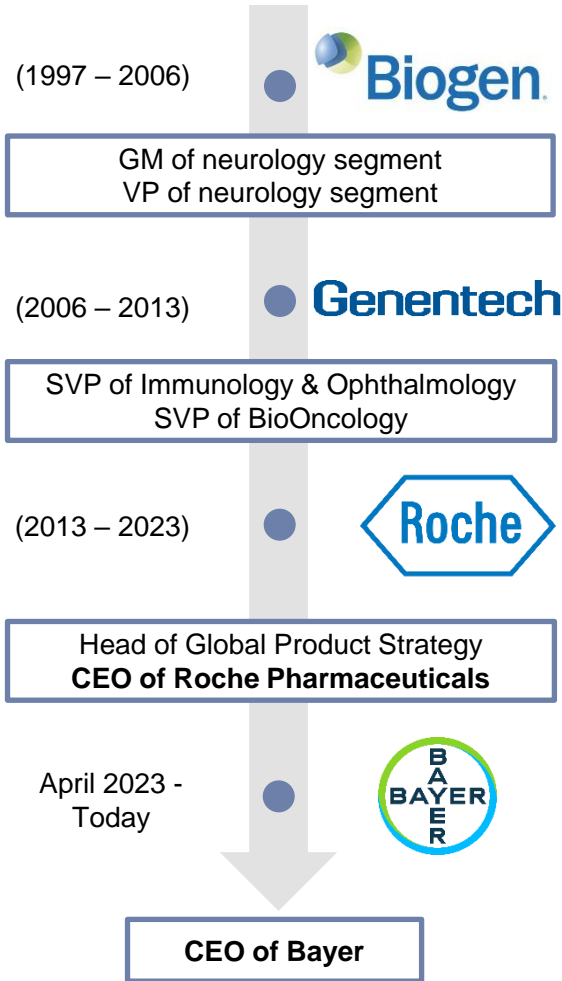 (1997 – 2006)
Biogen.
GM of neurology segment
VP of neurology segment
(2006 – 2013)
Genentech
SVP of Immunology & Ophthalmology
SVP of BioOncology
(2013 – 2023)
Roche
Head of Global Product Strategy
CEO of Roche Pharmaceuticals
April 2023 -
Today
BAYER
BAYER
CEO of Bayer